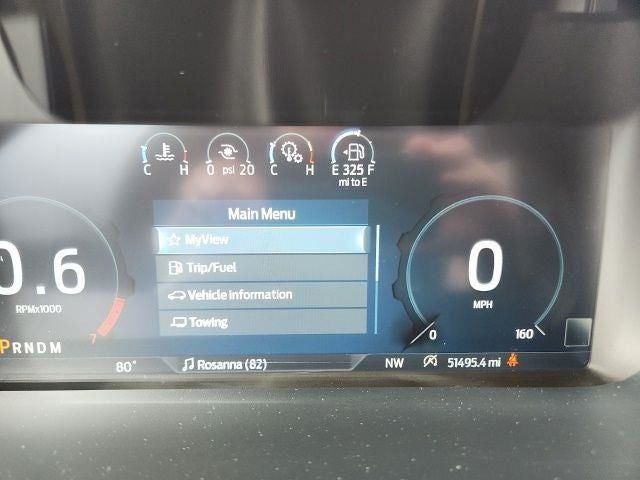 C H 0 psi 20 C H E 325 F
mi to E
Main Menu
MyView
Trip/Fuel
Vehicle Information
Towing
0.6
RPMx1000
7
PRNDM
0
MPH
0 160
80° Rosanna (82) NW 51495.4 mi